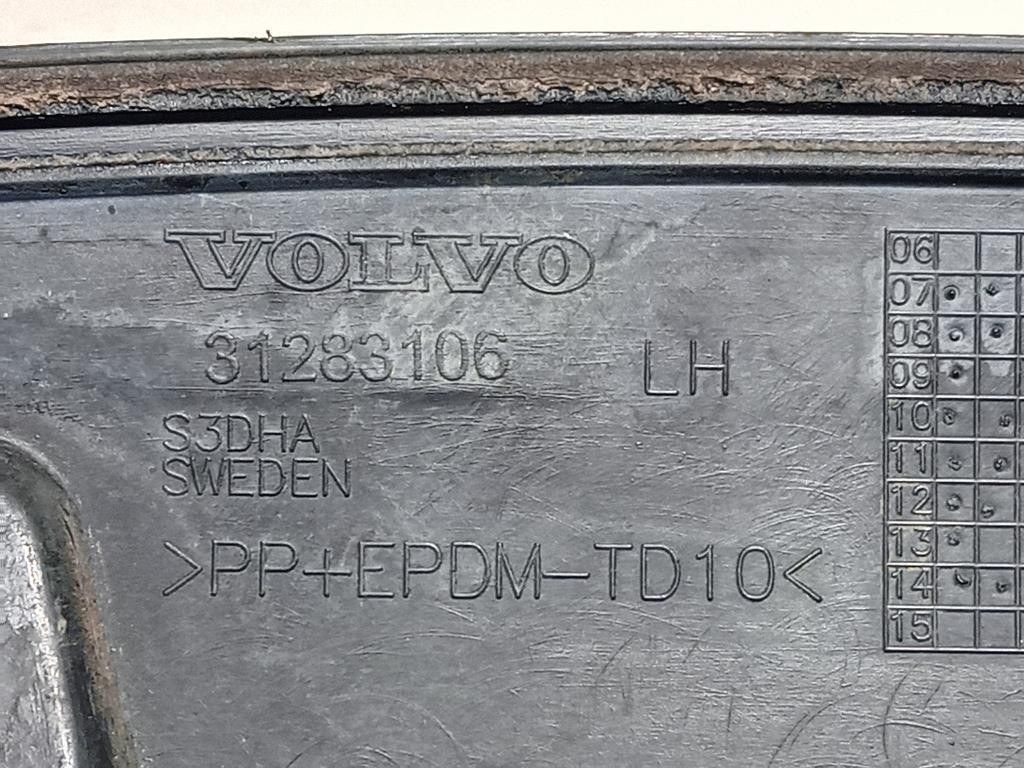 VOLVO
31283106 LH
S3DHA
SWEDEN
>PP+EPDM-TD10<
06
07
08
09
10
11
12
13
14
15